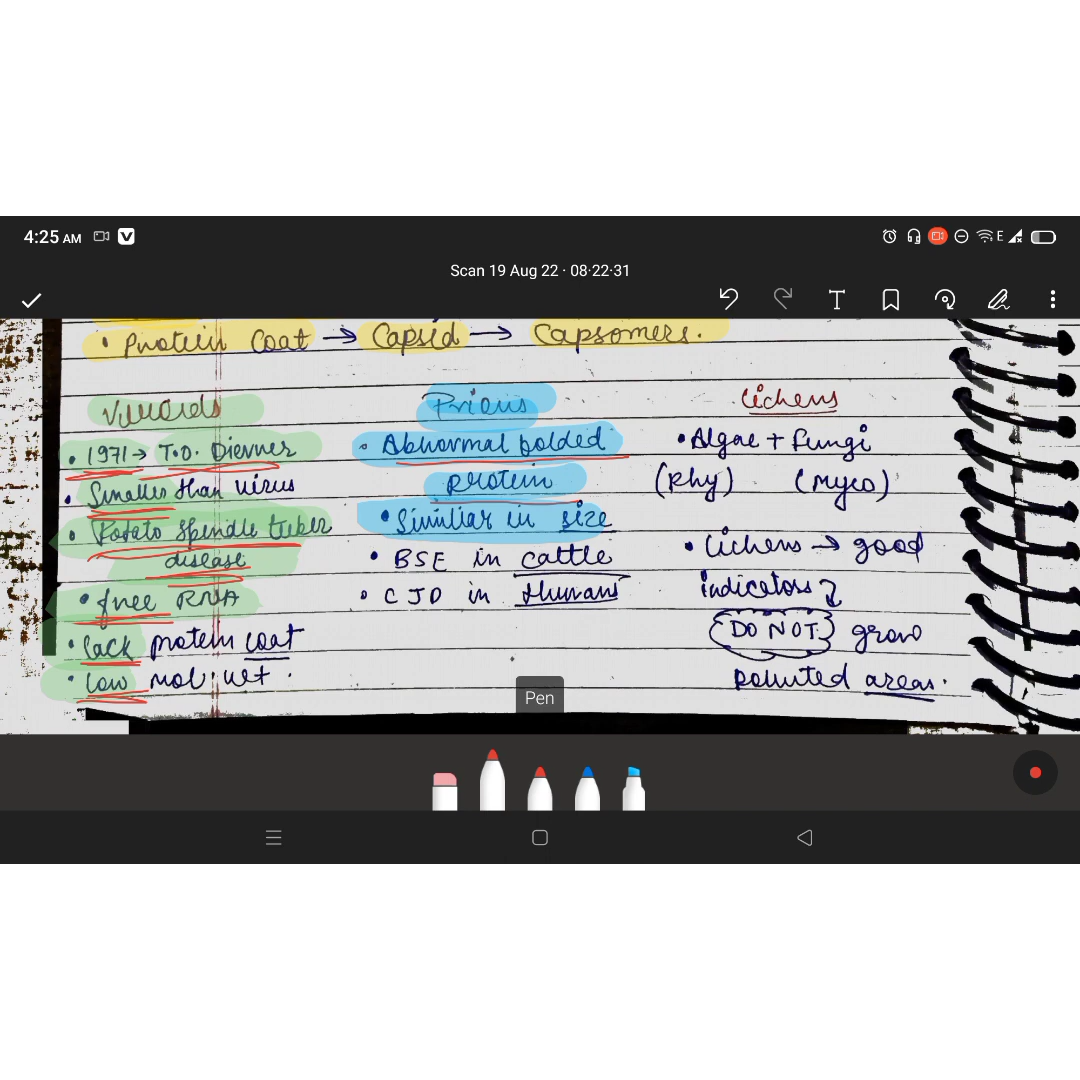 4:25 AM
Scan 19 Aug 22 · 08·22·31
T
E
• Protein Coat → Capsid → Capsomers.
Viroids
• 1971 → T.O. Diener
• Smaller than virus
• Potato spindle tuber
disease
• free RNA
• lack protein coat
• low mol. wt.
Prions
• Abnormal folded
protein
• Similiar in size
• BSE in cattle
• CJD in Humans
Lichens
• Algae + fungi
(Phy) (Myco)
• Lichens → good
indicators
DO NOT grow
polluted areas.
Pen